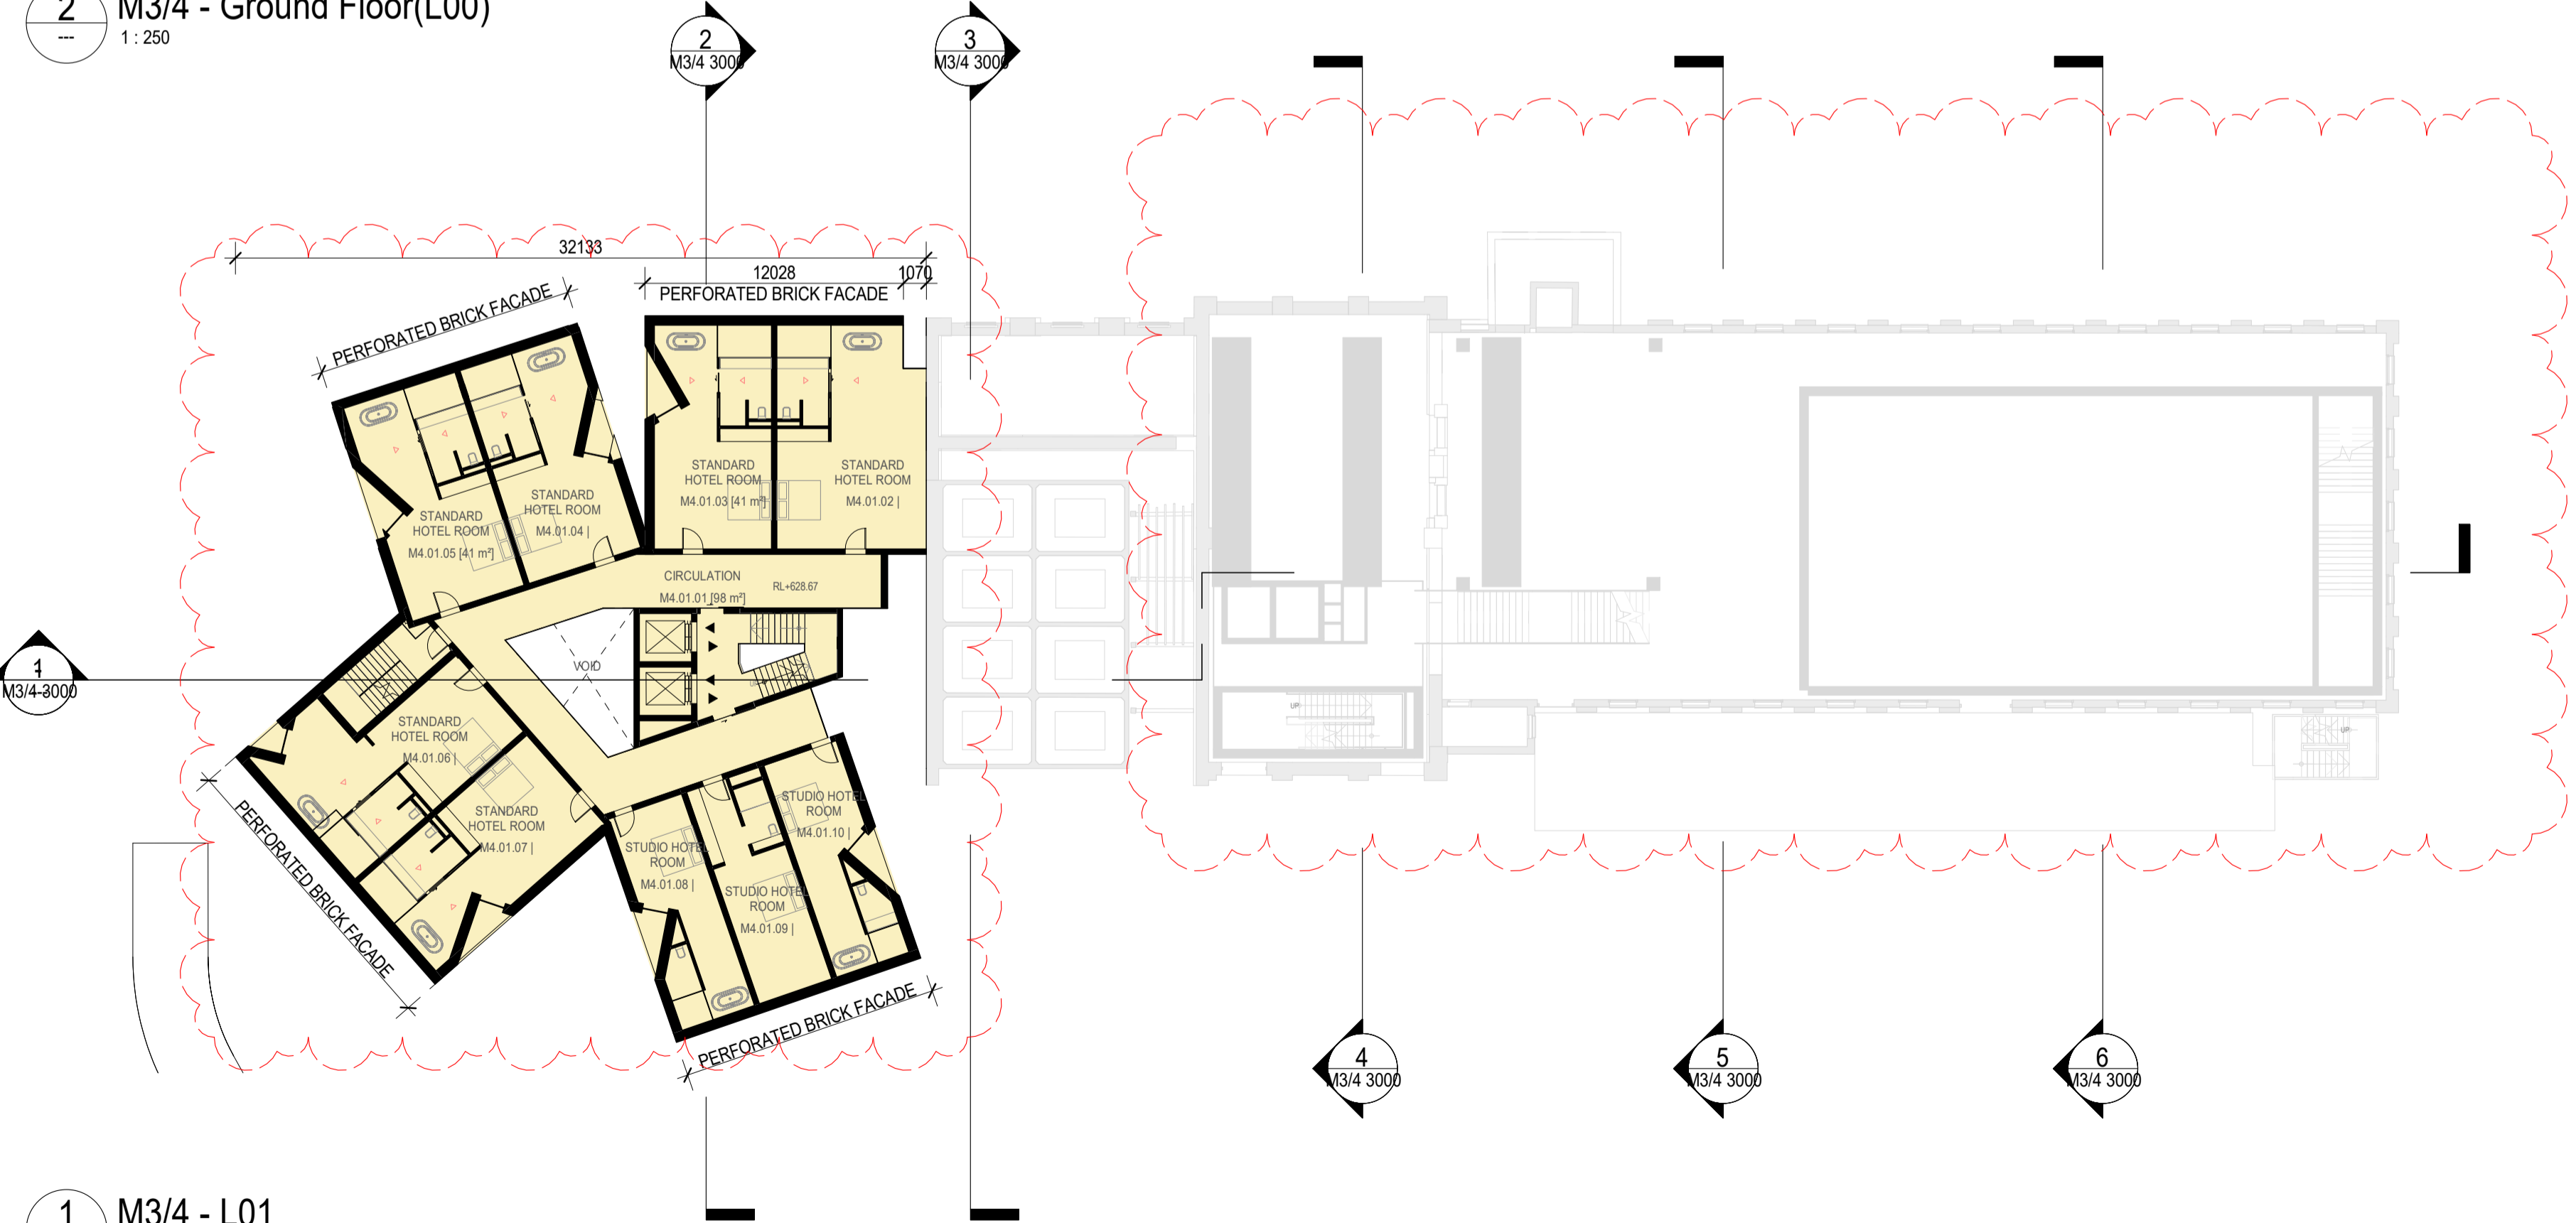 2
M3/4 - Ground Floor(L00)
---
1 : 250
2
M3/4 3000
3
M3/4 3000
32133
12028
1070
PERFORATED BRICK FACADE
PERFORATED BRICK FACADE
STANDARD
HOTEL ROOM
M4.01.03 [41 m²]
STANDARD
HOTEL ROOM
M4.01.02 |
STANDARD
HOTEL ROOM
M4.01.04 |
STANDARD
HOTEL ROOM
M4.01.05 [41 m²]
CIRCULATION
M4.01.01 [98 m²]
RL+628.67
VOID
1
M3/4-3000
STANDARD
HOTEL ROOM
M4.01.06 |
STANDARD
HOTEL ROOM
M4.01.07 |
STUDIO HOTEL
ROOM
M4.01.10 |
STUDIO HOTEL
ROOM
M4.01.08 |
STUDIO HOTEL
ROOM
M4.01.09 |
PERFORATED BRICK FACADE
PERFORATED BRICK FACADE
UP
UP
4
M3/4 3000
5
M3/4 3000
6
M3/4 3000
1
M3/4 - L01